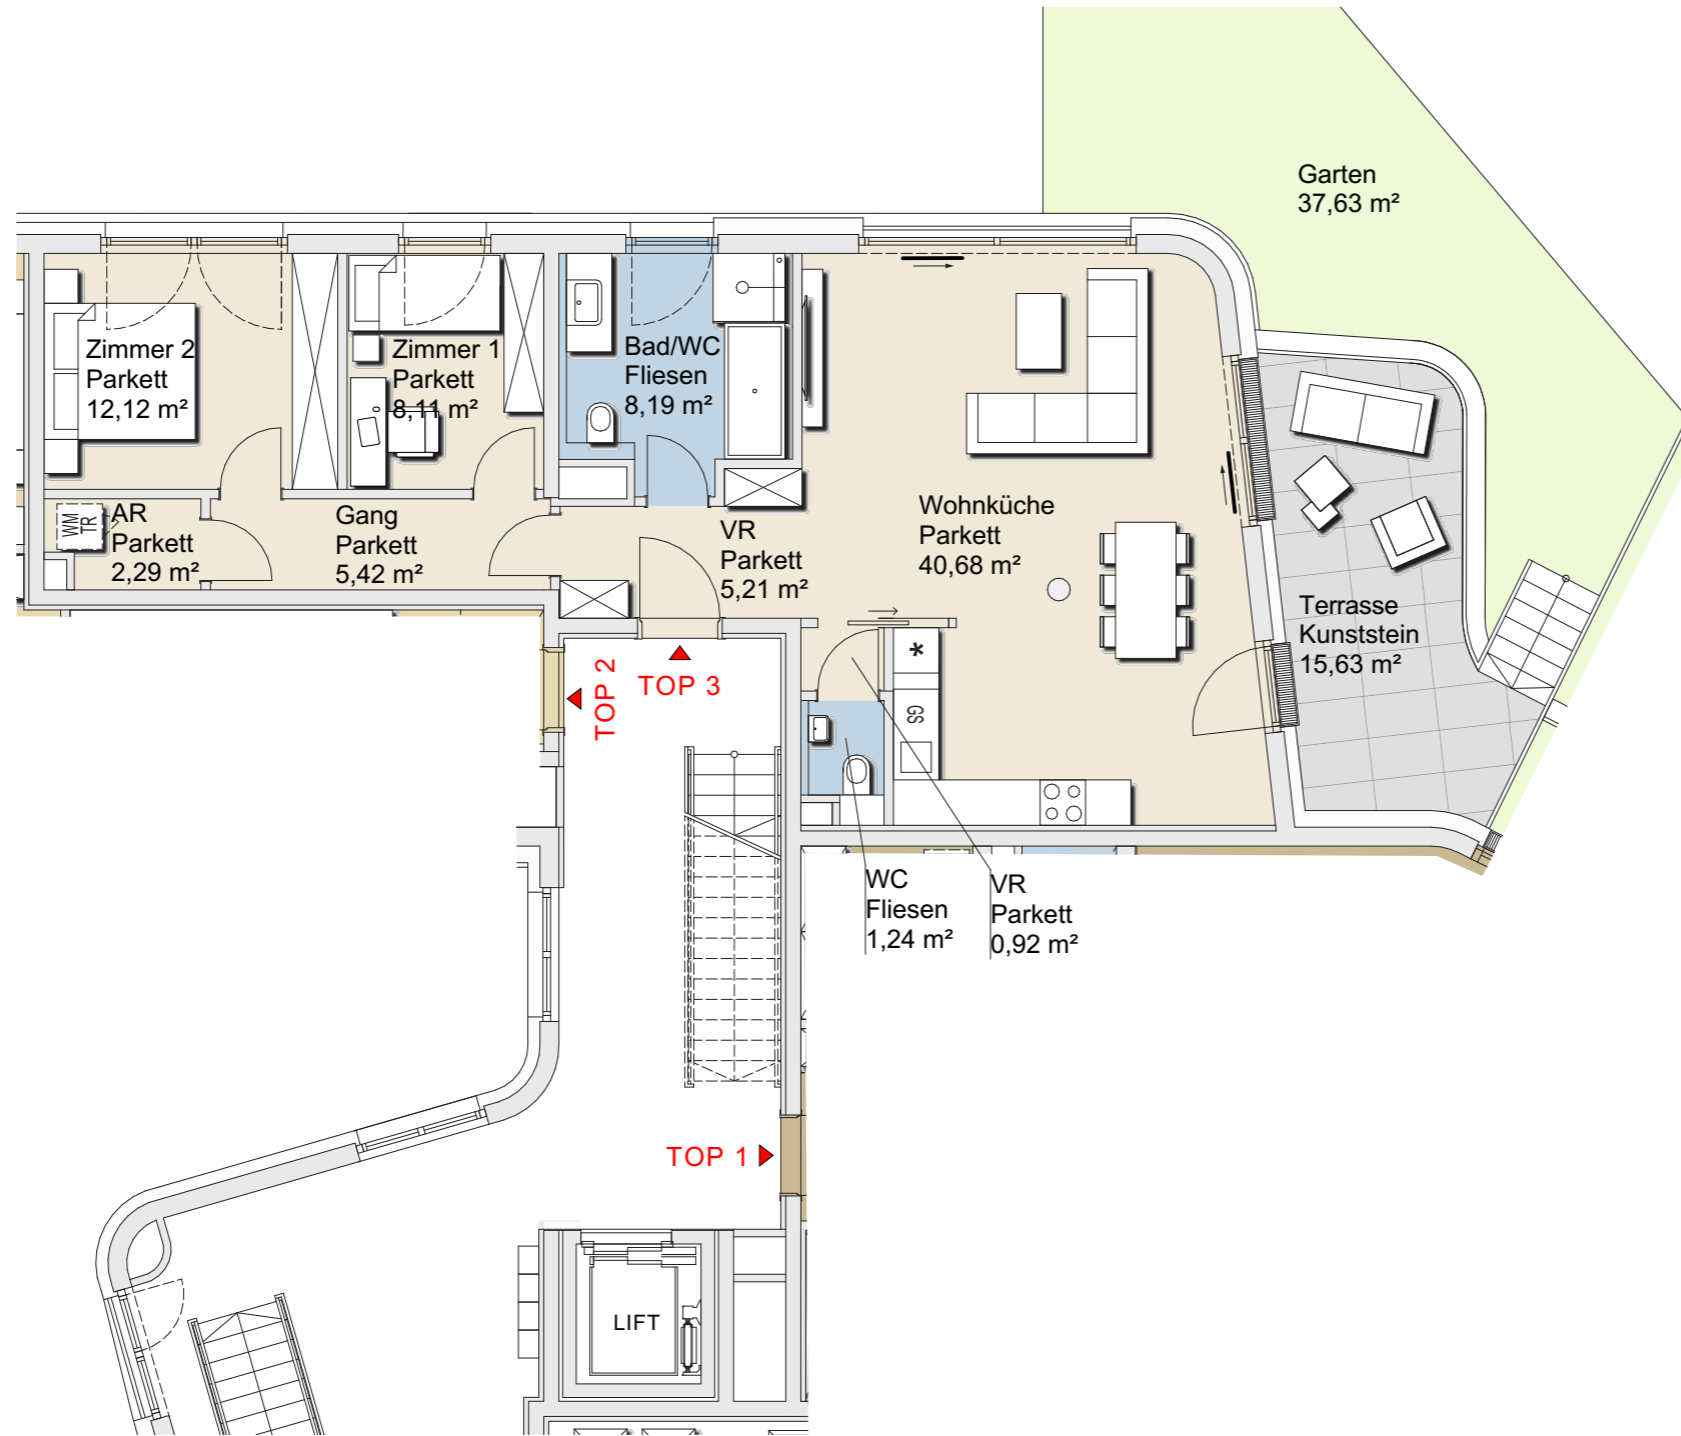 Garten
37,63 m²
Zimmer 2
Parkett
12,12 m²
Zimmer 1
Parkett
8,11 m²
Bad/WC
Fliesen
8,19 m²
WM
TR
AR
Parkett
2,29 m²
Gang
Parkett
5,42 m²
VR
Parkett
5,21 m²
Wohnküche
Parkett
40,68 m²
Terrasse
Kunststein
15,63 m²
*
GS
TOP 2
TOP 3
WC
Fliesen
1,24 m²
VR
Parkett
0,92 m²
TOP 1
LIFT